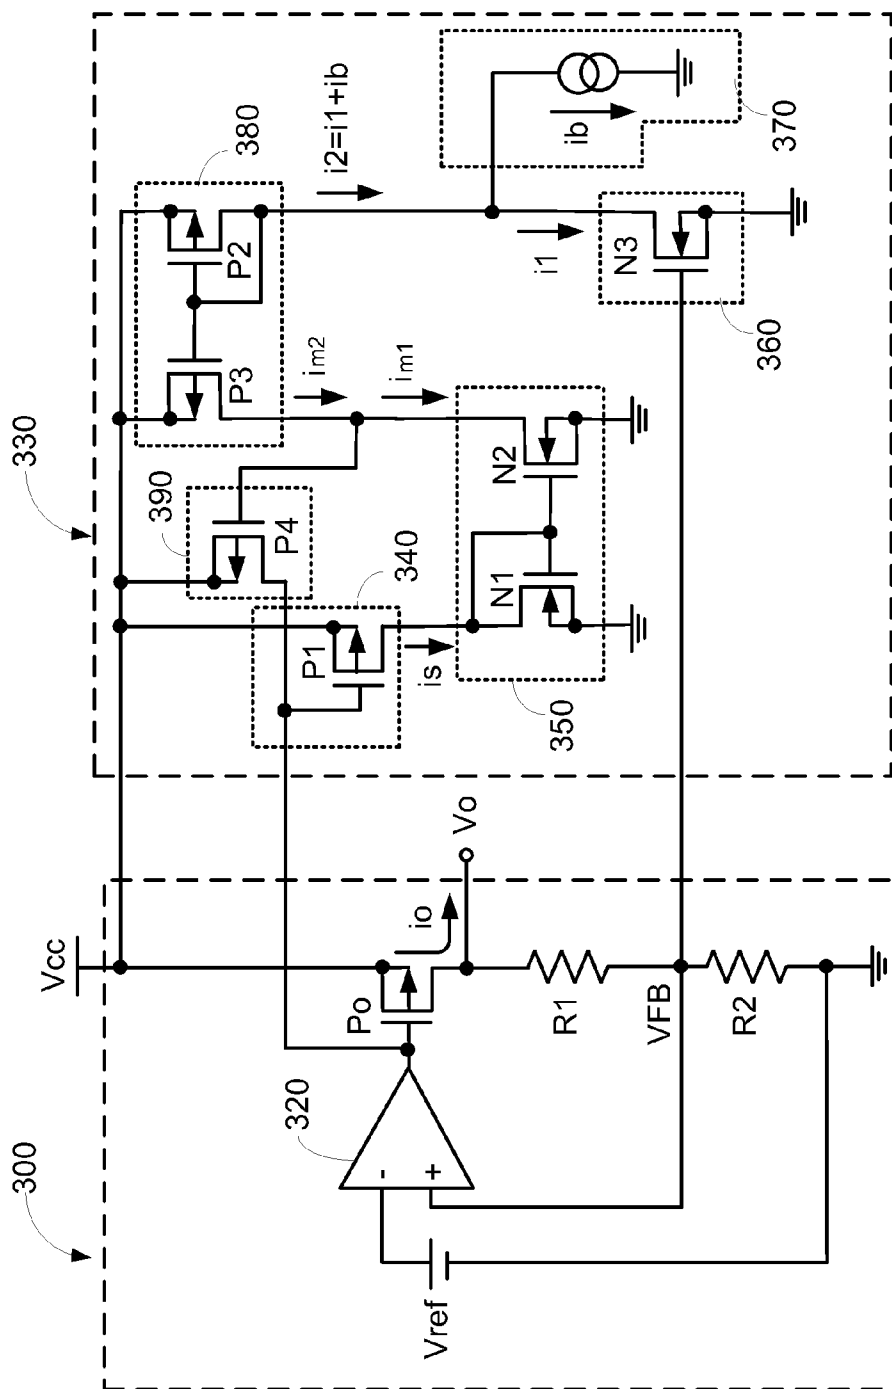 300
330
Vcc
320
-
+
Vref
Po
io
Vo
R1
VFB
R2
340
P1
is
390
P4
350
N1
N2
im2
im1
380
P3
P2
i2=i1+ib
i1
ib
370
N3
360